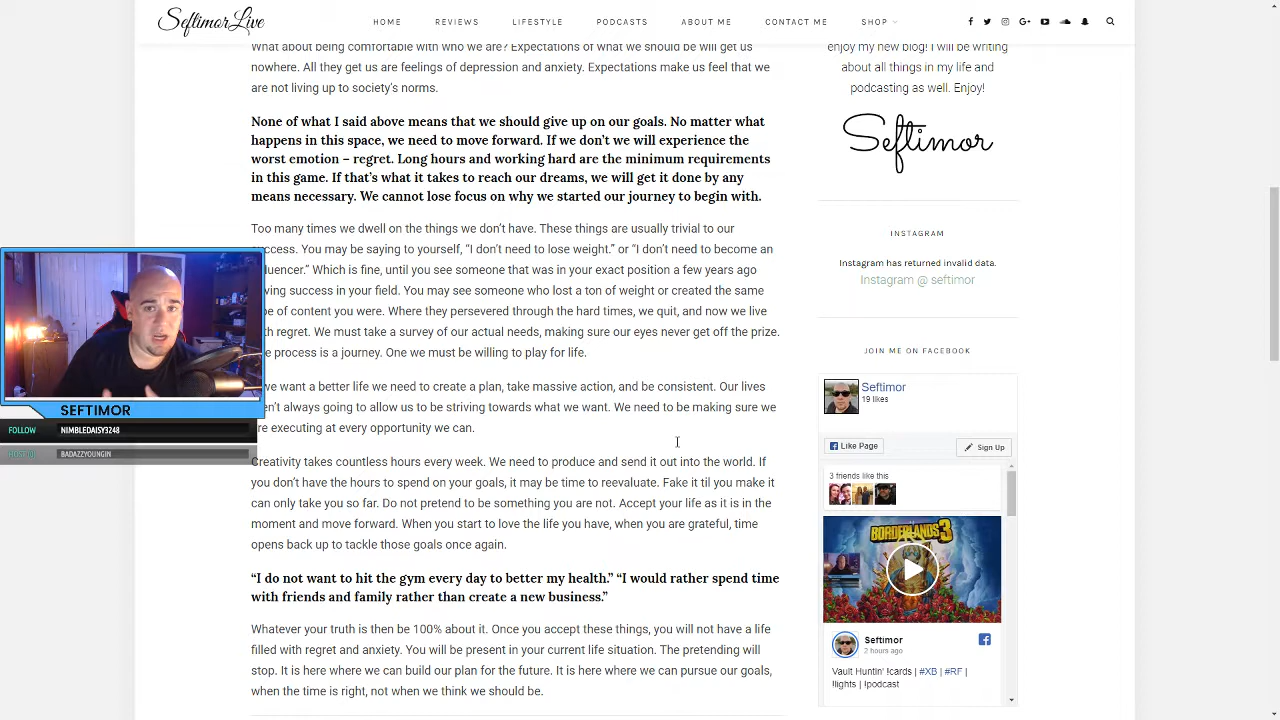 SeftimorLive
HOME
REVIEWS
LIFESTYLE
PODCASTS
ABOUT ME
CONTACT ME
SHOP
What about being comfortable with who we are? Expectations of what we should be will get us
nowhere. All they get us are feelings of depression and anxiety. Expectations make us feel that we
are not living up to society's norms.
None of what I said above means that we should give up on our goals. No matter what
happens in this space, we need to move forward. If we don't we will experience the
worst emotion – regret. Long hours and working hard are the minimum requirements
in this game. If that's what it takes to reach our dreams, we will get it done by any
means necessary. We cannot lose focus on why we started our journey to begin with.
Too many times we dwell on the things we don't have. These things are usually trivial to our
success. You may be saying to yourself, "I don't need to lose weight." or "I don't need to become an
fluencer." Which is fine, until you see someone that was in your exact position a few years ago
ving success in your field. You may see someone who lost a ton of weight or created the same
pe of content you were. Where they persevered through the hard times, we quit, and now we live
th regret. We must take a survey of our actual needs, making sure our eyes never get off the prize.
e process is a journey. One we must be willing to play for life.
we want a better life we need to create a plan, take massive action, and be consistent. Our lives
en't always going to allow us to be striving towards what we want. We need to be making sure we
re executing at every opportunity we can.
Creativity takes countless hours every week. We need to produce and send it out into the world. If
you don't have the hours to spend on your goals, it may be time to reevaluate. Fake it til you make it
can only take you so far. Do not pretend to be something you are not. Accept your life as it is in the
moment and move forward. When you start to love the life you have, when you are grateful, time
opens back up to tackle those goals once again.
“I do not want to hit the gym every day to better my health.” “I would rather spend time
with friends and family rather than create a new business.”
Whatever your truth is then be 100% about it. Once you accept these things, you will not have a life
filled with regret and anxiety. You will be present in your current life situation. The pretending will
stop. It is here where we can build our plan for the future. It is here where we can pursue our goals,
when the time is right, not when we think we should be.
SEFTIMOR
FOLLOW NIMBLEDAISY3248
BADAZZYOUNGIN
enjoy my new blog! I will be writing
about all things in my life and
podcasting as well. Enjoy!
Seftimor
INSTAGRAM
Instagram has returned invalid data.
Instagram @ seftimor
JOIN ME ON FACEBOOK
Seftimor
19 likes
Like Page
Sign Up
3 friends like this
BORDERLANDS 3
Seftimor
2 hours ago
Vault Huntin' !cards | #XB | #RF |
!lights | !podcast